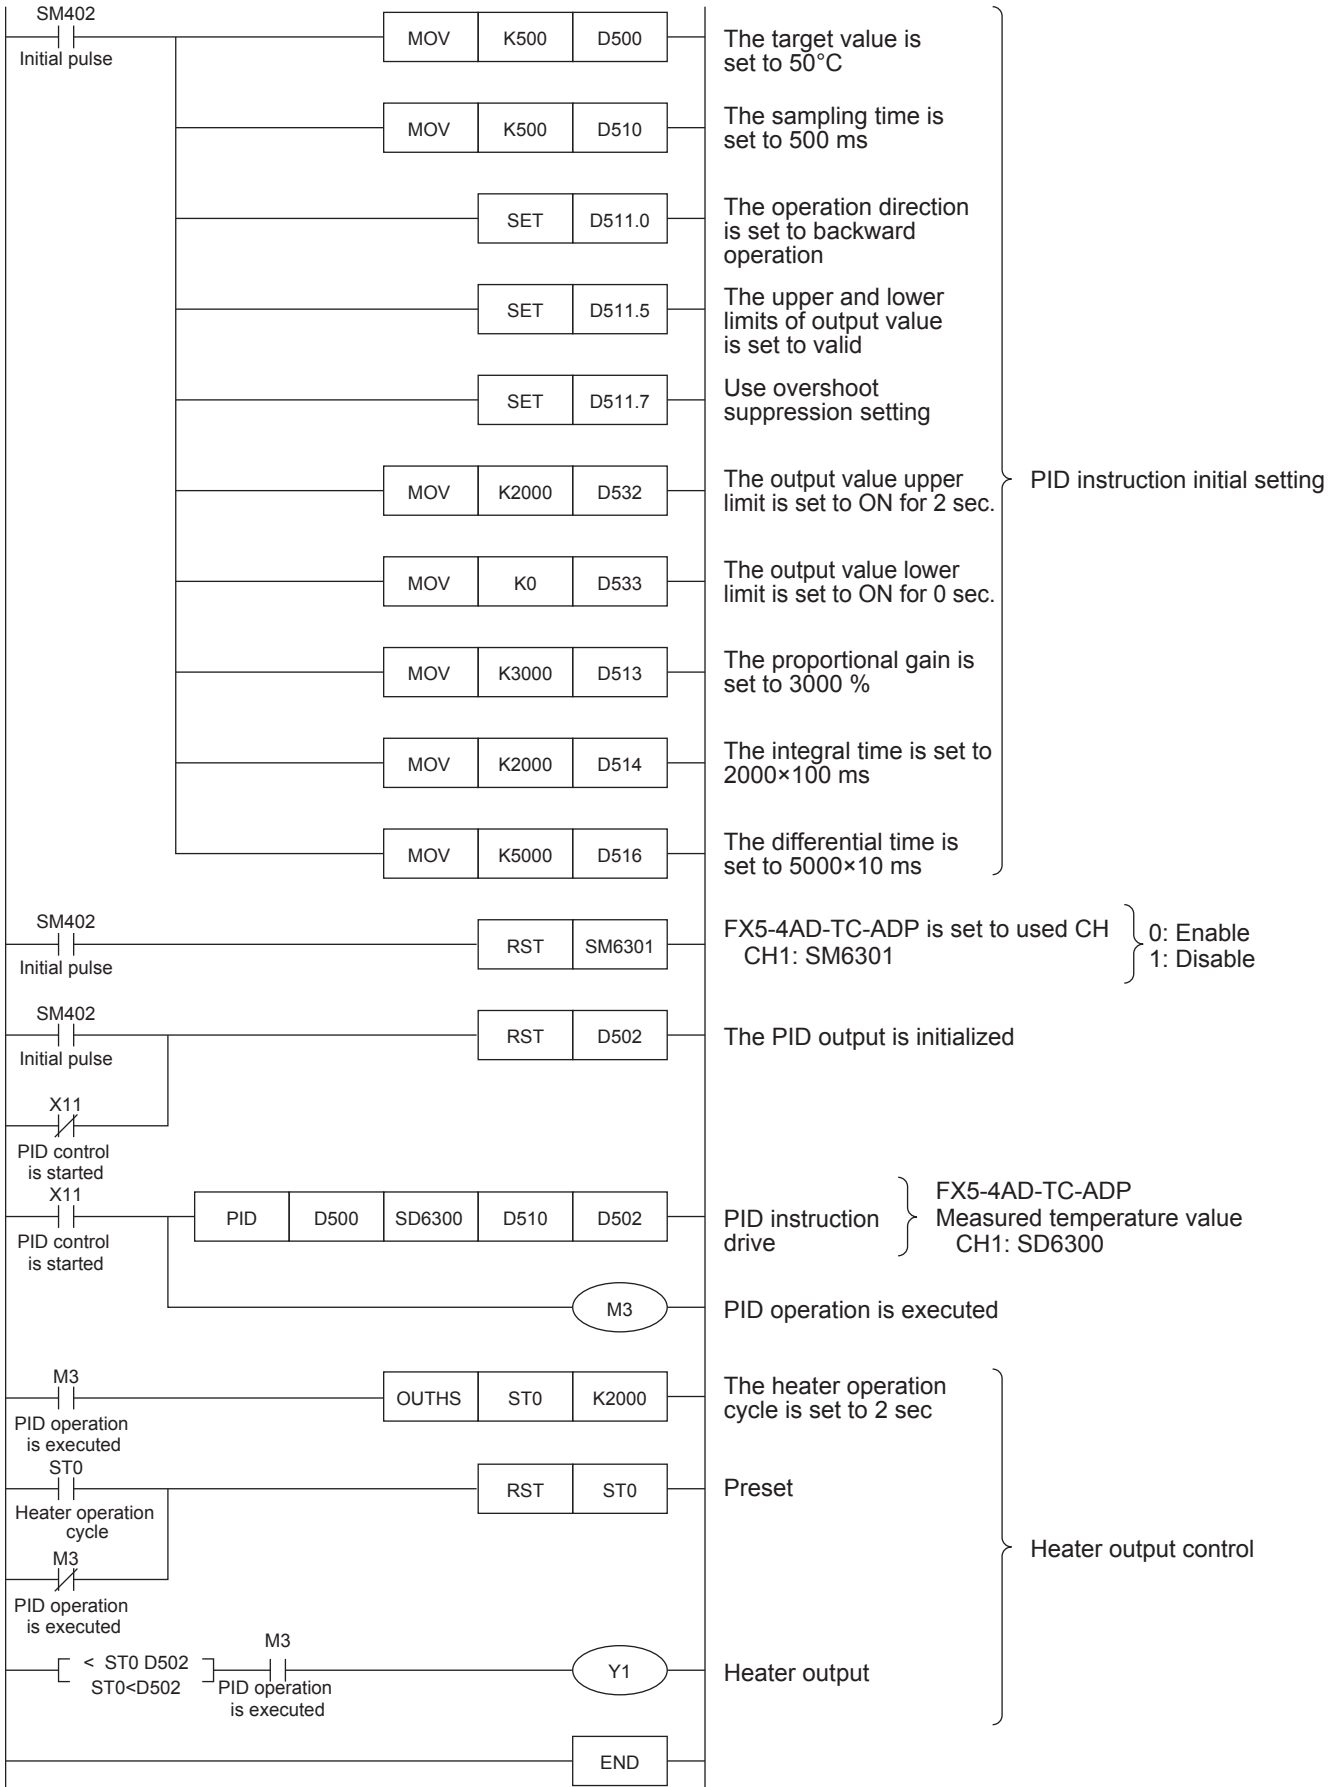 SM402
Initial pulse
MOV K500 D500
The target value is
set to 50°C
MOV K500 D510
The sampling time is
set to 500 ms
SET D511.0
The operation direction
is set to backward
operation
SET D511.5
The upper and lower
limits of output value
is set to valid
SET D511.7
Use overshoot
suppression setting
MOV K2000 D532
The output value upper
limit is set to ON for 2 sec.
PID instruction initial setting
MOV K0 D533
The output value lower
limit is set to ON for 0 sec.
MOV K3000 D513
The proportional gain is
set to 3000 %
MOV K2000 D514
The integral time is set to
2000×100 ms
MOV K5000 D516
The differential time is
set to 5000×10 ms
SM402
Initial pulse
RST SM6301
FX5-4AD-TC-ADP is set to used CH
CH1: SM6301
0: Enable
1: Disable
SM402
Initial pulse
RST D502
The PID output is initialized
X11
PID control
is started
X11
PID control
is started
PID D500 SD6300 D510 D502
PID instruction
drive
FX5-4AD-TC-ADP
Measured temperature value
CH1: SD6300
M3
PID operation is executed
M3
PID operation
is executed
OUTHS ST0 K2000
The heater operation
cycle is set to 2 sec
ST0
Heater operation
cycle
RST ST0
Preset
Heater output control
M3
PID operation
is executed
< ST0 D502
ST0<D502
M3
PID operation
is executed
Y1
Heater output
END